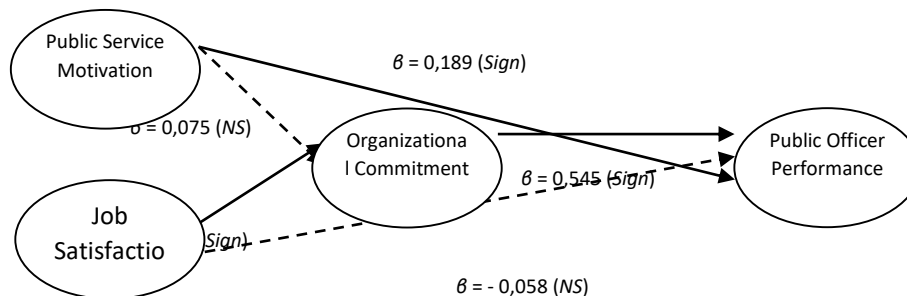 Public Service
Motivation
β = 0,189 (Sign)
= 0,075 (NS)
Organizationa
l Commitment
Public Officer
Performance
β = 0,545 (Sign)
Job
Satisfactio
Sign)
β = - 0,058 (NS)